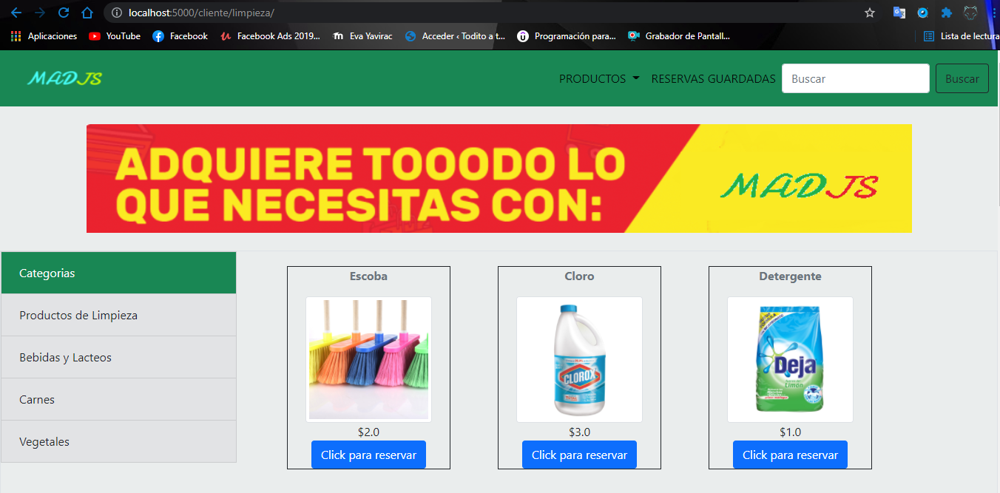 localhost:5000/cliente/limpieza/
Aplicaciones YouTube Facebook Facebook Ads 2019... Eva Yavirac Acceder ‹ Todito a t... Programación para... Grabador de Pantall... Lista de lectura
MADJS PRODUCTOS RESERVAS GUARDADAS Buscar Buscar
ADQUIERE TOOODO LO
QUE NECESITAS CON:
MADJS
Categorias
Productos de Limpieza
Bebidas y Lacteos
Carnes
Vegetales
Escoba
$2.0
Click para reservar
Cloro
CLOROX
$3.0
Click para reservar
Detergente
Deja
Limón
$1.0
Click para reservar